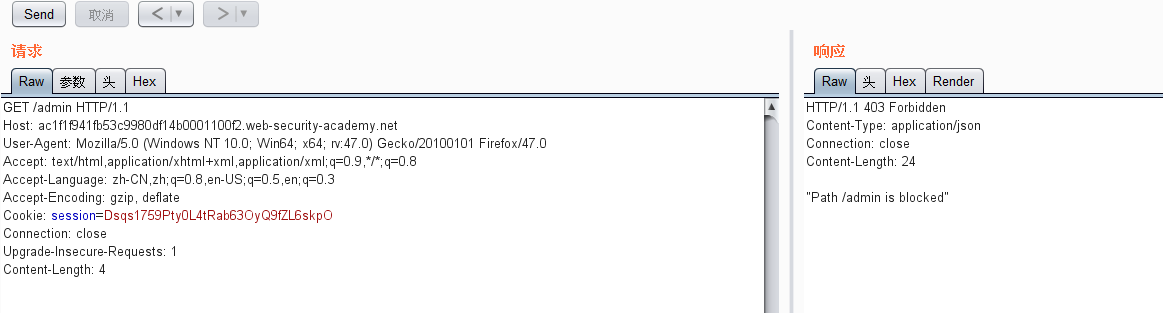 Send 取消 < ▼ > ▼
请求
Raw 参数 头 Hex
GET /admin HTTP/1.1
Host: ac1f1f941fb53c9980df14b0001100f2.web-security-academy.net
User-Agent: Mozilla/5.0 (Windows NT 10.0; Win64; x64; rv:47.0) Gecko/20100101 Firefox/47.0
Accept: text/html,application/xhtml+xml,application/xml;q=0.9,*/*;q=0.8
Accept-Language: zh-CN,zh;q=0.8,en-US;q=0.5,en;q=0.3
Accept-Encoding: gzip, deflate
Cookie: session=Dsqs1759Pty0L4tRab63OyQ9fZL6skpO
Connection: close
Upgrade-Insecure-Requests: 1
Content-Length: 4
响应
Raw 头 Hex Render
HTTP/1.1 403 Forbidden
Content-Type: application/json
Connection: close
Content-Length: 24
"Path /admin is blocked"